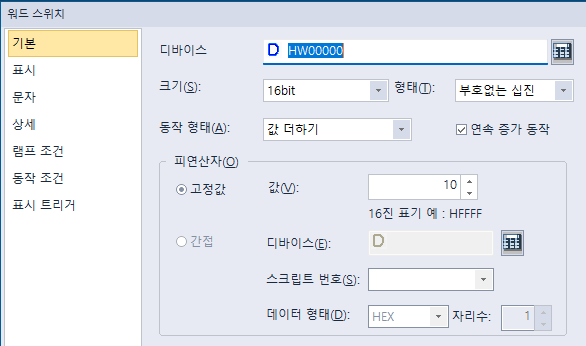 워드 스위치
기본
표시
문자
상세
램프 조건
동작 조건
표시 트리거
디바이스 D HW00000
크기(S): 16bit 형태(T): 부호없는 십진
동작 형태(A): 값 더하기 연속 증가 동작
피연산자(O)
고정값 값(V): 10
16진 표기 예 : HFFFF
간접 디바이스(E): D
스크립트 번호(S):
데이터 형태(D): HEX 자리수: 1